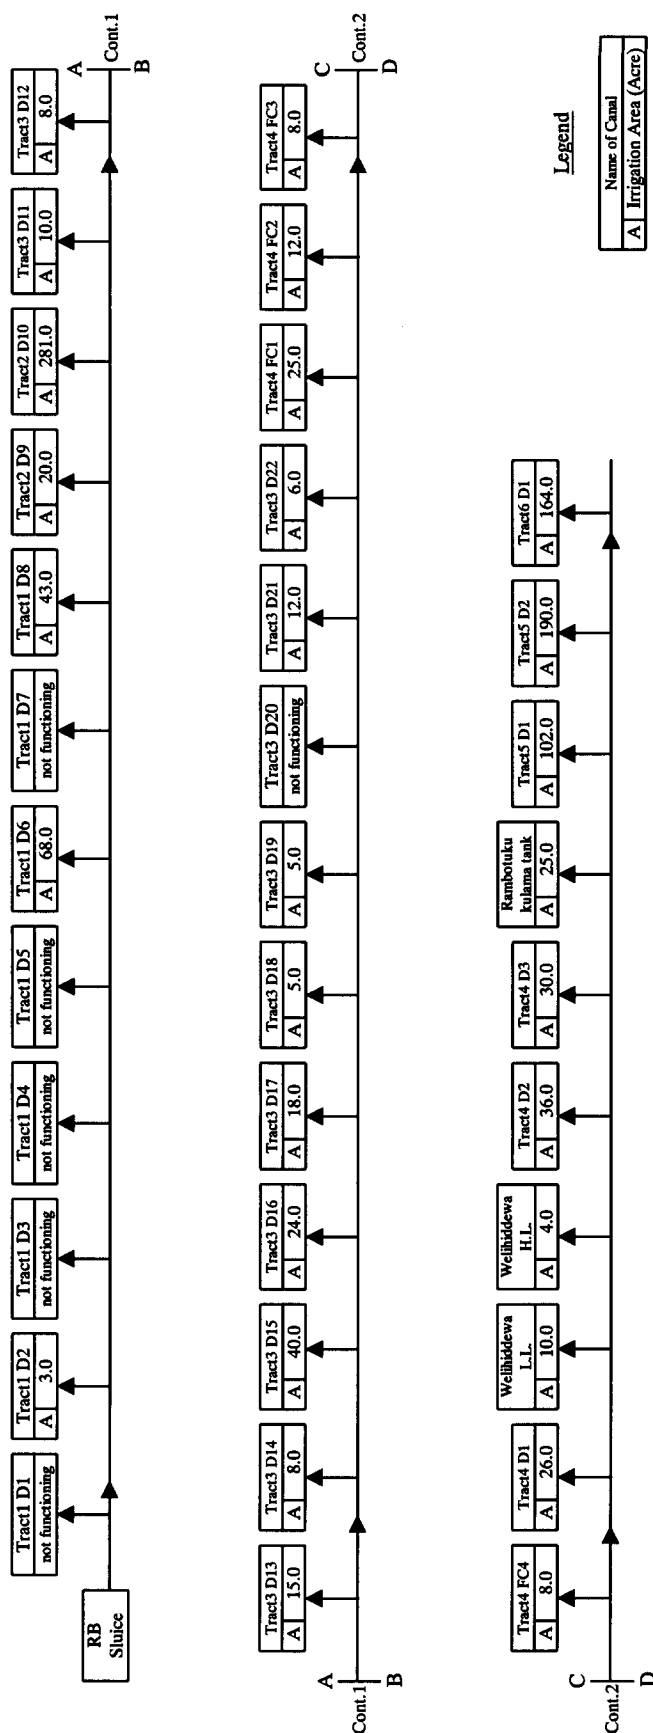 RB
Sluice
Tract1 D1
not functioning
Tract1 D2
A 3.0
Tract1 D3
not functioning
Tract1 D4
not functioning
Tract1 D5
not functioning
Tract1 D6
A 68.0
Tract1 D7
not functioning
Tract1 D8
A 43.0
Tract2 D9
A 20.0
Tract2 D10
A 281.0
Tract3 D11
A 10.0
Tract3 D12
A 8.0
A
Cont.1
B
A
Cont.1
B
Tract3 D13
A 15.0
Tract3 D14
A 8.0
Tract3 D15
A 40.0
Tract3 D16
A 24.0
Tract3 D17
A 18.0
Tract3 D18
A 5.0
Tract3 D19
A 5.0
Tract3 D20
not functioning
Tract3 D21
A 12.0
Tract3 D22
A 6.0
Tract4 FC1
A 25.0
Tract4 FC2
A 12.0
Tract4 FC3
A 8.0
C
Cont.2
D
C
Cont.2
D
Tract4 FC4
A 8.0
Tract4 D1
A 26.0
Welihiddewa
L.L.
A 10.0
Welihiddewa
H.L.
A 4.0
Tract4 D2
A 36.0
Tract4 D3
A 30.0
Rambotuku
kulama tank
A 25.0
Tract5 D1
A 102.0
Tract5 D2
A 190.0
Tract6 D1
A 164.0
Legend
Name of Canal
A Irrigation Area (Acre)